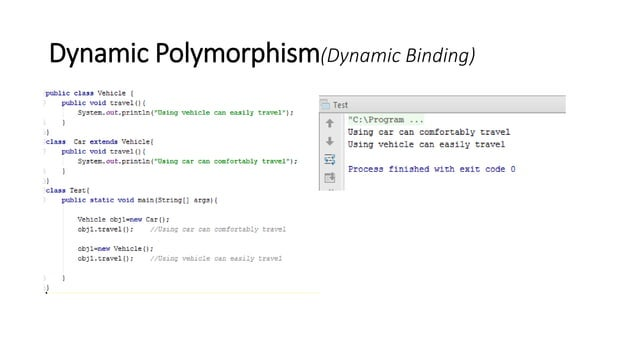 Dynamic Polymorphism(Dynamic Binding)
public class Vehicle {
public void travel(){
System.out.println("Using vehicle can easily travel");
}
}
class Car extends Vehicle{
public void travel(){
System.out.println("Using car can comfortably travel");
}
}
class Test{
public static void main(String[] args){
Vehicle obj1=new Car();
obj1.travel(); //Using car can comfortably travel
obj1=new Vehicle();
obj1.travel(); //Using vehicle can easily travel
}
}
Test
"C:\Program ...
Using car can comfortably travel
Using vehicle can easily travel
Process finished with exit code 0